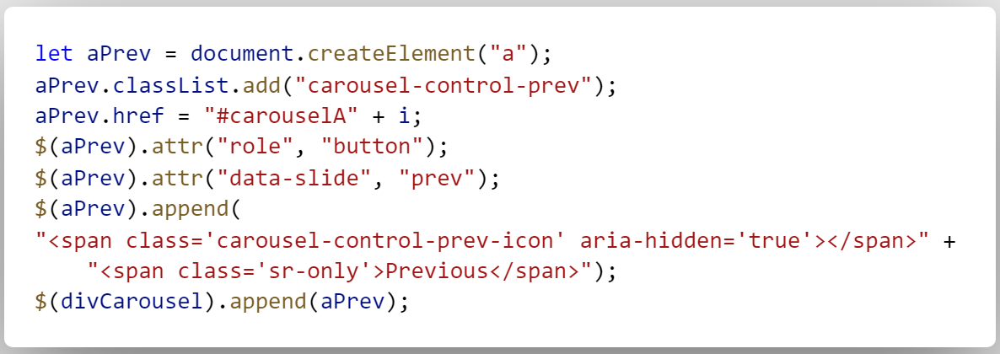 let aPrev = document.createElement("a");
aPrev.classList.add("carousel-control-prev");
aPrev.href = "#carouselA" + i;
$(aPrev).attr("role", "button");
$(aPrev).attr("data-slide", "prev");
$(aPrev).append(
"<span class='carousel-control-prev-icon' aria-hidden='true'></span>" +
    "<span class='sr-only'>Previous</span>");
$(divCarousel).append(aPrev);